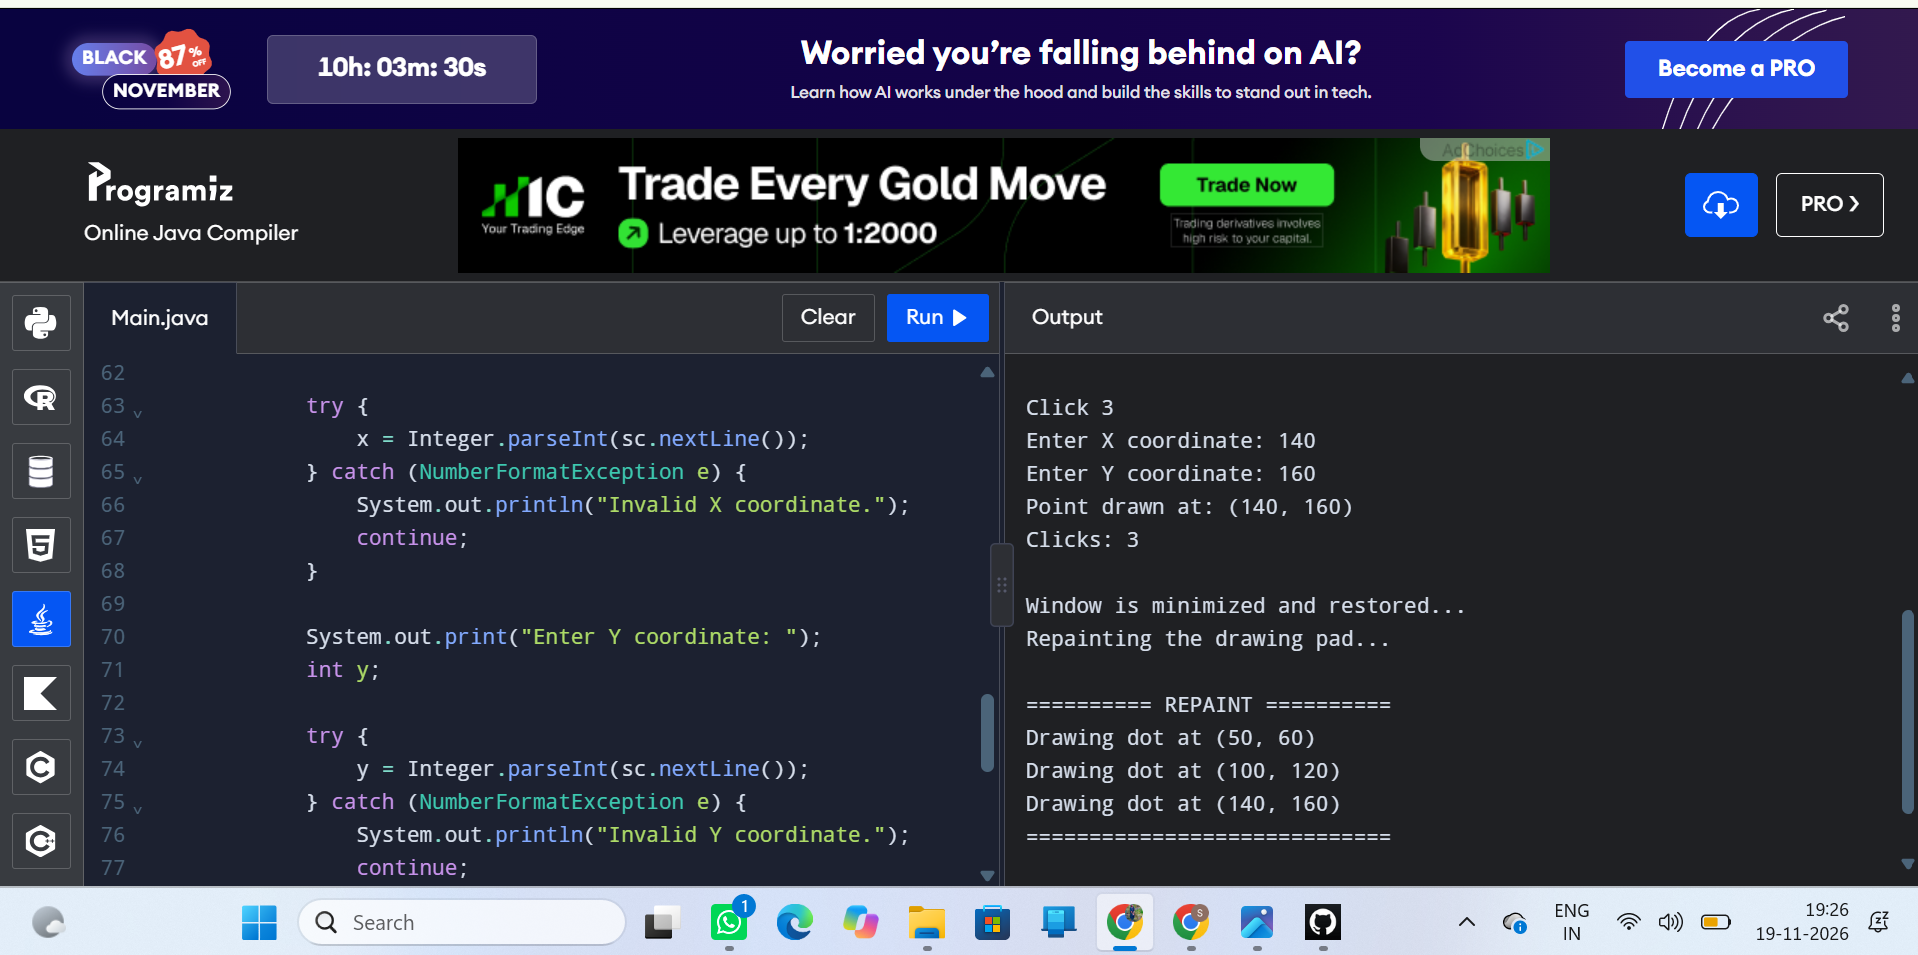 BLACK
87% OFF
NOVEMBER
10h: 03m: 30s
Worried you’re falling behind on AI?
Learn how AI works under the hood and build the skills to stand out in tech.
Become a PRO
Programiz
Online Java Compiler
HIC
Your Trading Edge
Trade Every Gold Move
Leverage up to 1:2000
Trade Now
Trading derivatives involves
high risk to your capital.
AdChoices
PRO
Main.java
Clear
Run
Output
62
63 try {
64 x = Integer.parseInt(sc.nextLine());
65 } catch (NumberFormatException e) {
66 System.out.println("Invalid X coordinate.");
67 continue;
68 }
69
70 System.out.print("Enter Y coordinate: ");
71 int y;
72
73 try {
74 y = Integer.parseInt(sc.nextLine());
75 } catch (NumberFormatException e) {
76 System.out.println("Invalid Y coordinate.");
77 continue;
Click 3
Enter X coordinate: 140
Enter Y coordinate: 160
Point drawn at: (140, 160)
Clicks: 3
Window is minimized and restored...
Repainting the drawing pad...
========== REPAINT ==========
Drawing dot at (50, 60)
Drawing dot at (100, 120)
Drawing dot at (140, 160)
=============================
Search
1
S
ENG
IN
19:26
19-11-2026